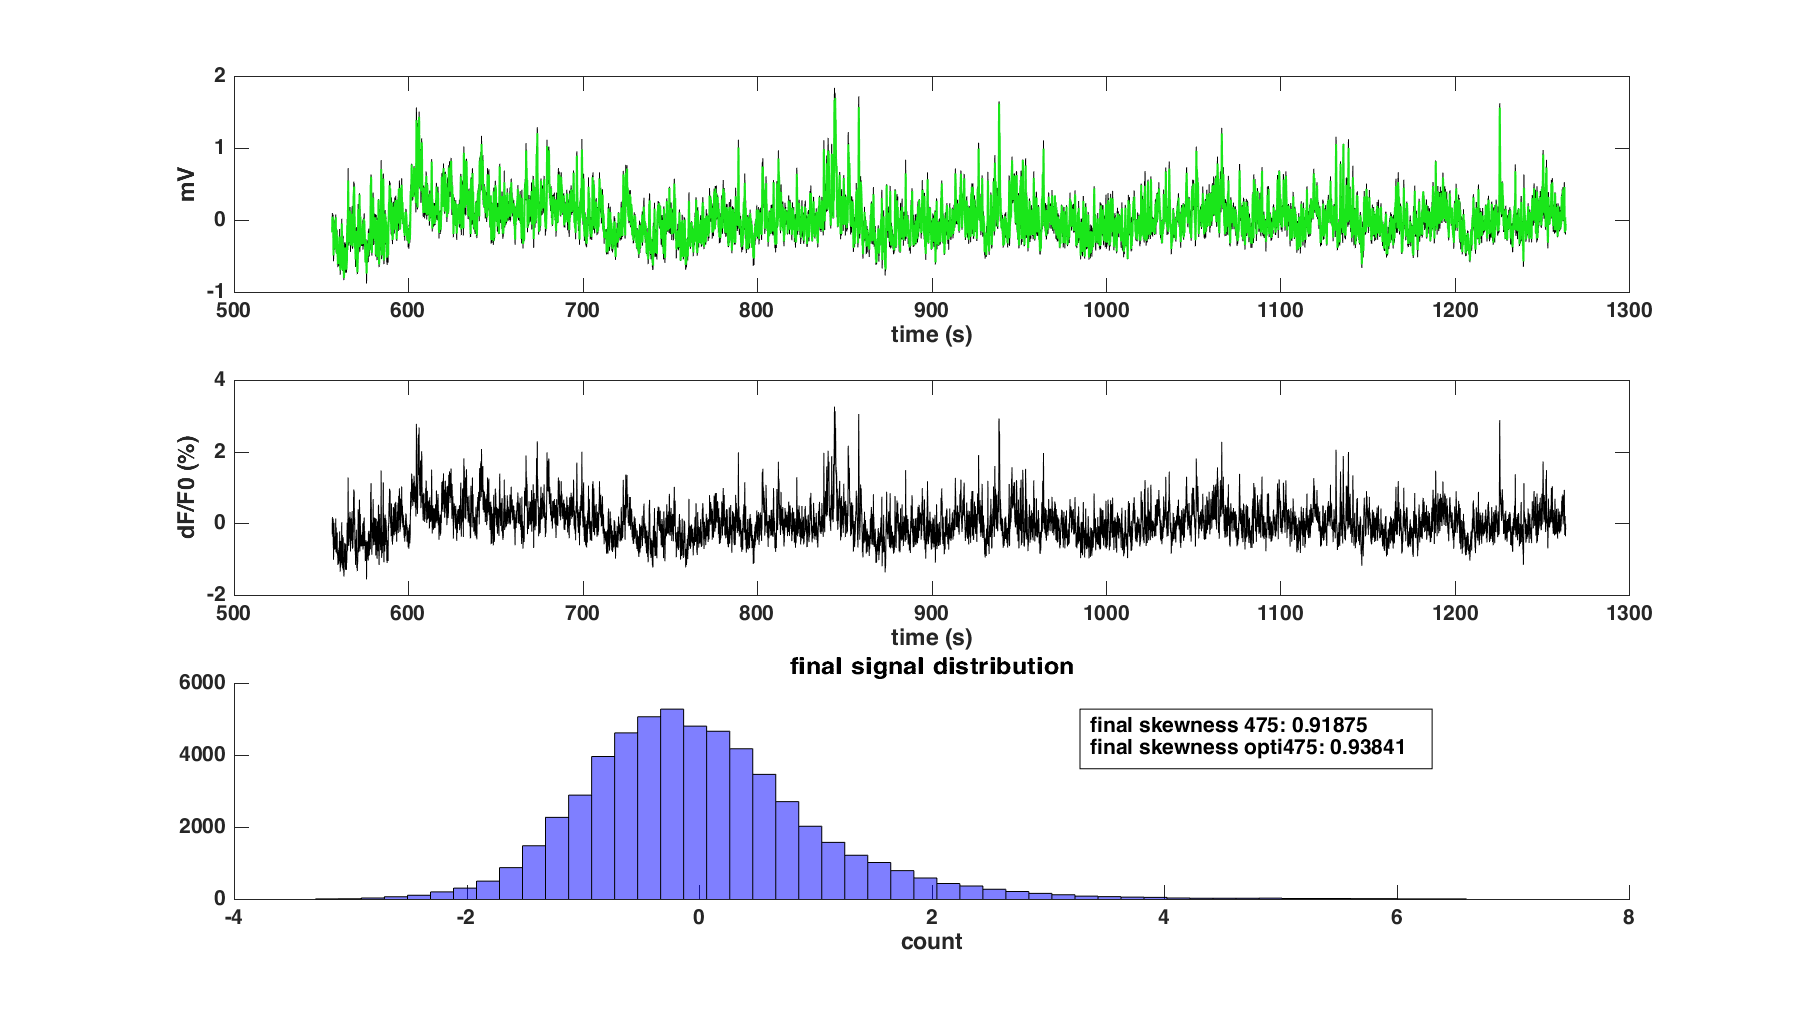 2
1
0
-1
mV
500 600 700 800 900 1000 1100 1200 1300
time (s)
4
2
0
-2
dF/F0 (%)
500 600 700 800 900 1000 1100 1200 1300
time (s)
final signal distribution
6000
4000
2000
0
final skewness 475: 0.91875
final skewness opti475: 0.93841
-4 -2 0 2 4 6 8
count